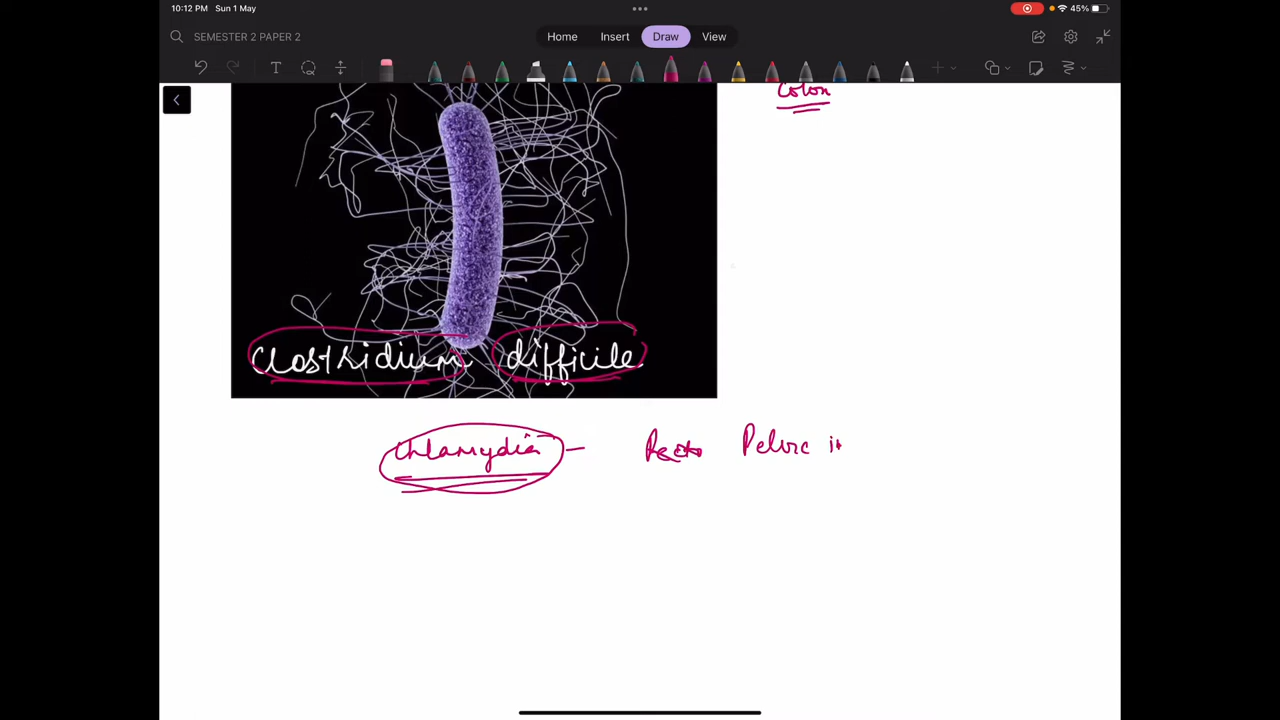 10:12 PM Sun 1 May
45%
SEMESTER 2 PAPER 2
Home Insert Draw View
Colon
Clostridium difficile
Chlamydia - Recto Pelvic i